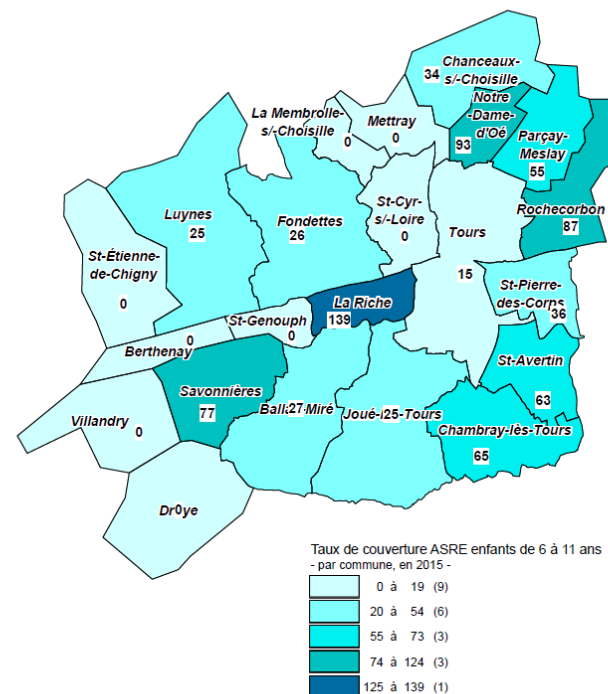 Chanceaux-
s/-Choisille
34
Notre
-Dame-
d'Oé
93
La Membrolle-
s/-Choisille
0
Mettray
0
Parçay-
Meslay
55
St-Cyr-
s/-Loire
0
Luynes
25
Fondettes
26
Tours
15
Rochecorbon
87
St-Étienne-
de-Chigny
0
St-Pierre-
des-Corps
36
La Riche
139
St-Genouph
0
0
Berthenay
St-Avertin
63
Savonnières
77
Ballan-Miré
27
Joué-lès-Tours
25
Chambray-lès-Tours
65
Villandry
0
Druye
0
Taux de couverture ASRE enfants de 6 à 11 ans
- par commune, en 2015 -
0 à 19 (9)
20 à 54 (6)
55 à 73 (3)
74 à 124 (3)
125 à 139 (1)